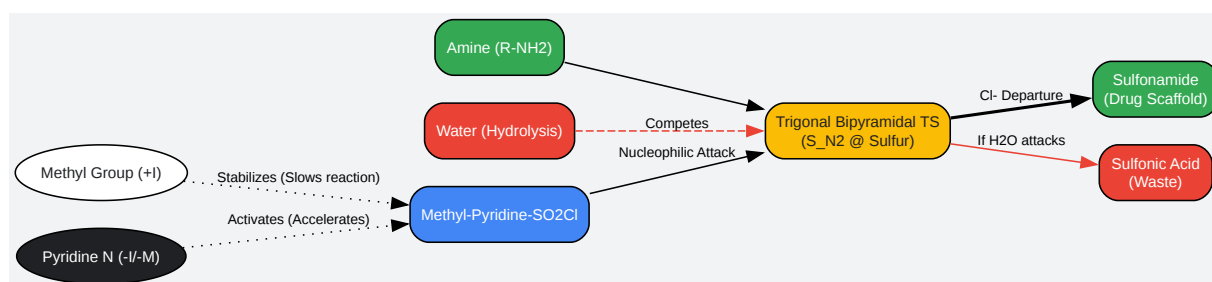 Amine (R-NH2)
Water (Hydrolysis)
Competes
Nucleophilic Attack
Methyl Group (+I)
Stabilizes (Slows reaction)
Activates (Accelerates)
Pyridine N (-I/-M)
Methyl-Pyridine-SO2Cl
Trigonal Bipyramidal TS
(S_N2 @ Sulfur)
Cl- Departure
If H2O attacks
Sulfonamide
(Drug Scaffold)
Sulfonic Acid
(Waste)